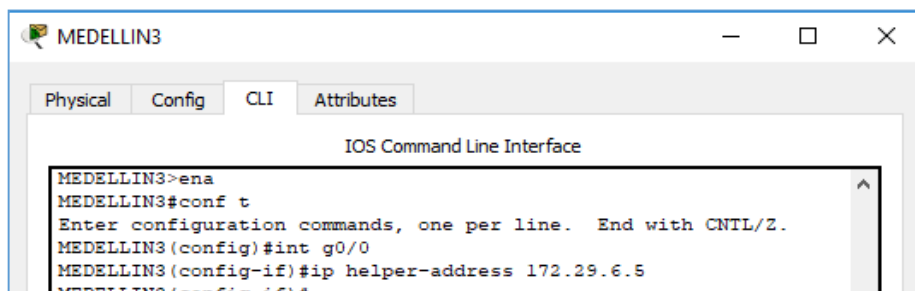 MEDELLIN3
Physical Config CLI Attributes
IOS Command Line Interface
MEDELLIN3>ena
MEDELLIN3#conf t
Enter configuration commands, one per line.  End with CNTL/Z.
MEDELLIN3(config)#int g0/0
MEDELLIN3(config-if)#ip helper-address 172.29.6.5